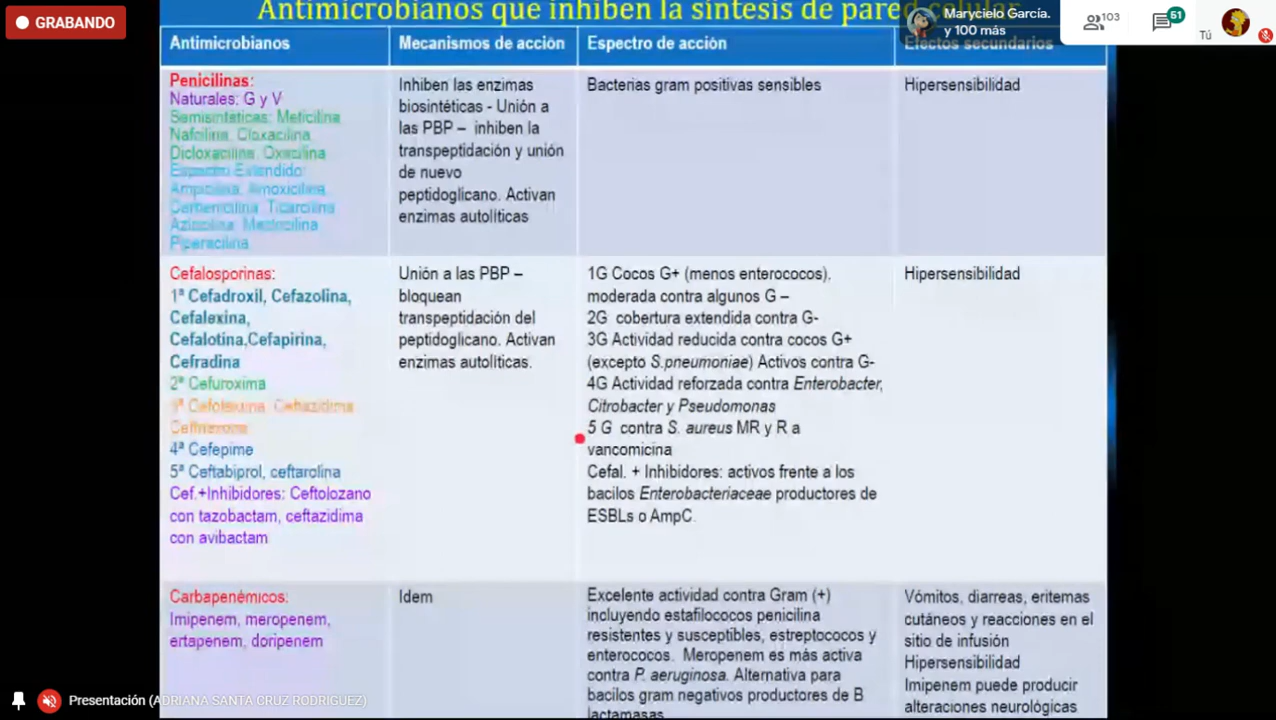 GRABANDO
Antimicrobianos que inhiben la síntesis de pared celular
Marycielo García.
y 100 más
103
51
Tú
Antimicrobianos
Mecanismos de acción
Espectro de acción
Efectos secundarios
Penicilinas:
Naturales: G y V
Semisintéticas: Meticilina
Nafcilina, Cloxacilina
Dicloxacilina, Oxacilina
Espectro Extendido:
Ampicilina, Amoxicilina,
Carbenicilina, Ticarcilina
Azlocilina, Mezlocilina
Piperacilina
Inhiben las enzimas
biosintéticas - Unión a
las PBP – inhiben la
transpeptidación y unión
de nuevo
peptidoglicano. Activan
enzimas autolíticas
Bacterias gram positivas sensibles
Hipersensibilidad
Cefalosporinas:
1ª Cefadroxil, Cefazolina,
Cefalexina,
Cefalotina,Cefapirina,
Cefradina
2ª Cefuroxima
3ª Cefotaxina, Ceftazidima
Ceftriaxona
4ª Cefepime
5ª Ceftabiprol, ceftarolina
Cef.+Inhibidores: Ceftolozano
con tazobactam, ceftazidima
con avibactam
Unión a las PBP –
bloquean
transpeptidación del
peptidoglicano. Activan
enzimas autolíticas.
1G Cocos G+ (menos enterococos),
moderada contra algunos G –
2G cobertura extendida contra G-
3G Actividad reducida contra cocos G+
(excepto S.pneumoniae) Activos contra G-
4G Actividad reforzada contra Enterobacter,
Citrobacter y Pseudomonas
5 G contra S. aureus MR y R a
vancomicina
Cefal. + Inhibidores: activos frente a los
bacilos Enterobacteriaceae productores de
ESBLs o AmpC.
Hipersensibilidad
Carbapenémicos:
Imipenem, meropenem,
ertapenem, doripenem
Idem
Excelente actividad contra Gram (+)
incluyendo estafilococos penicilina
resistentes y susceptibles, estreptococos y
enterococos. Meropenem es más activa
contra P. aeruginosa. Alternativa para
bacilos gram negativos productores de B
lactamasas
Vómitos, diarreas, eritemas
cutáneos y reacciones en el
sitio de infusión
Hipersensibilidad
Imipenem puede producir
alteraciones neurológicas
Presentación (ADRIANA SANTA CRUZ RODRIGUEZ)